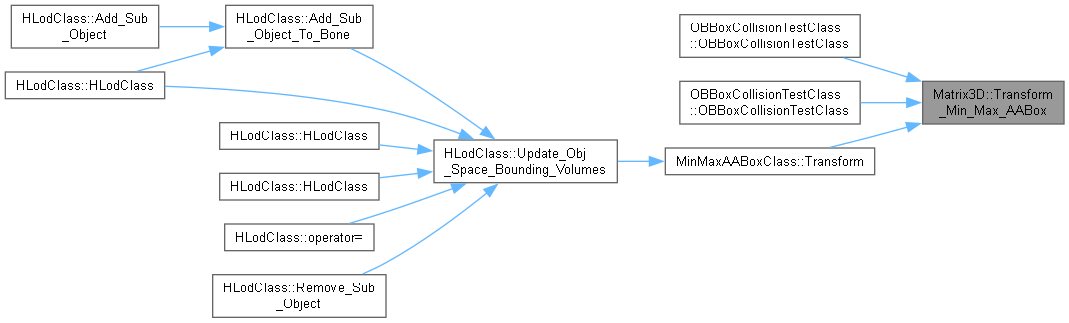 HLodClass::Add_Sub
_Object
HLodClass::HLodClass
HLodClass::Add_Sub
_Object_To_Bone
HLodClass::HLodClass
HLodClass::HLodClass
HLodClass::operator=
HLodClass::Remove_Sub
_Object
HLodClass::Update_Obj
_Space_Bounding_Volumes
OBBoxCollisionTestClass
::OBBoxCollisionTestClass
OBBoxCollisionTestClass
::OBBoxCollisionTestClass
MinMaxAABoxClass::Transform
Matrix3D::Transform
_Min_Max_AABox